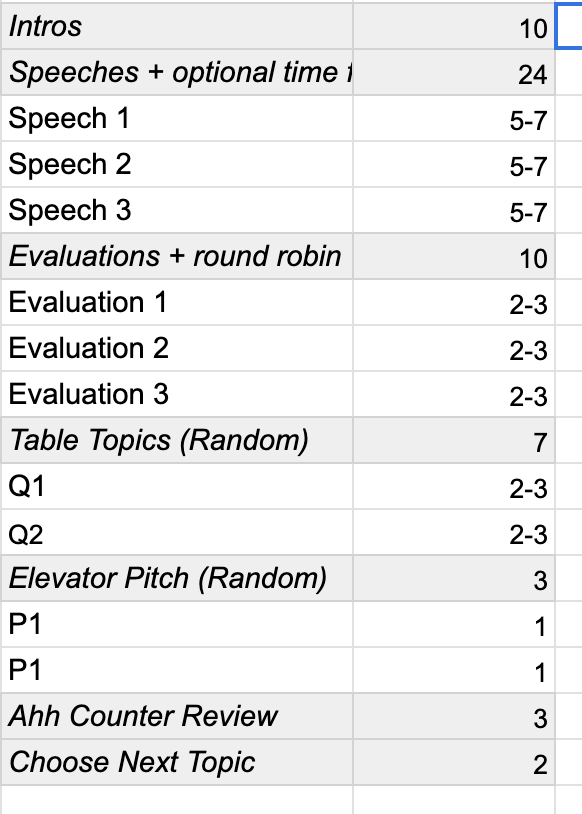 Intros 10
Speeches + optional time 24
Speech 1 5-7
Speech 2 5-7
Speech 3 5-7
Evaluations + round robin 10
Evaluation 1 2-3
Evaluation 2 2-3
Evaluation 3 2-3
Table Topics (Random) 7
Q1 2-3
Q2 2-3
Elevator Pitch (Random) 3
P1 1
P1 1
Ahh Counter Review 3
Choose Next Topic 2